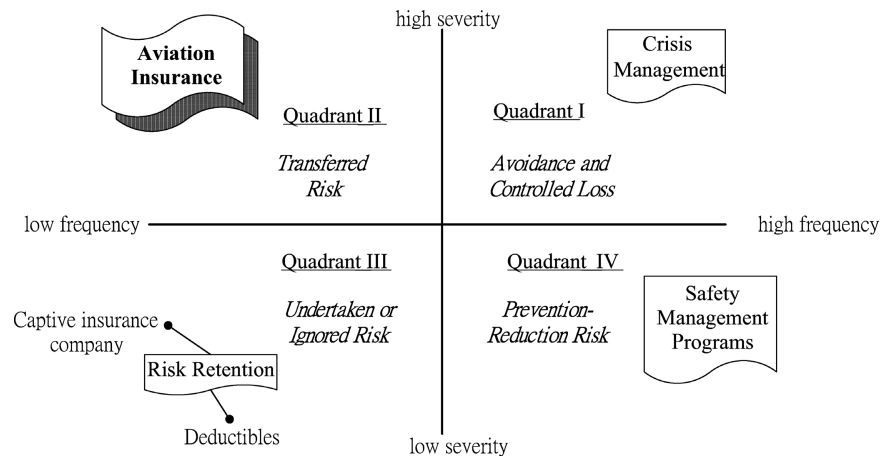 high severity
Aviation
Insurance
Crisis
Management
Quadrant II
Quadrant I
Transferred
Risk
Avoidance and
Controlled Loss
low frequency
high frequency
Quadrant III
Quadrant IV
Undertaken or
Ignored Risk
Prevention-
Reduction Risk
Safety
Management
Programs
Captive insurance
company
Risk Retention
Deductibles
low severity